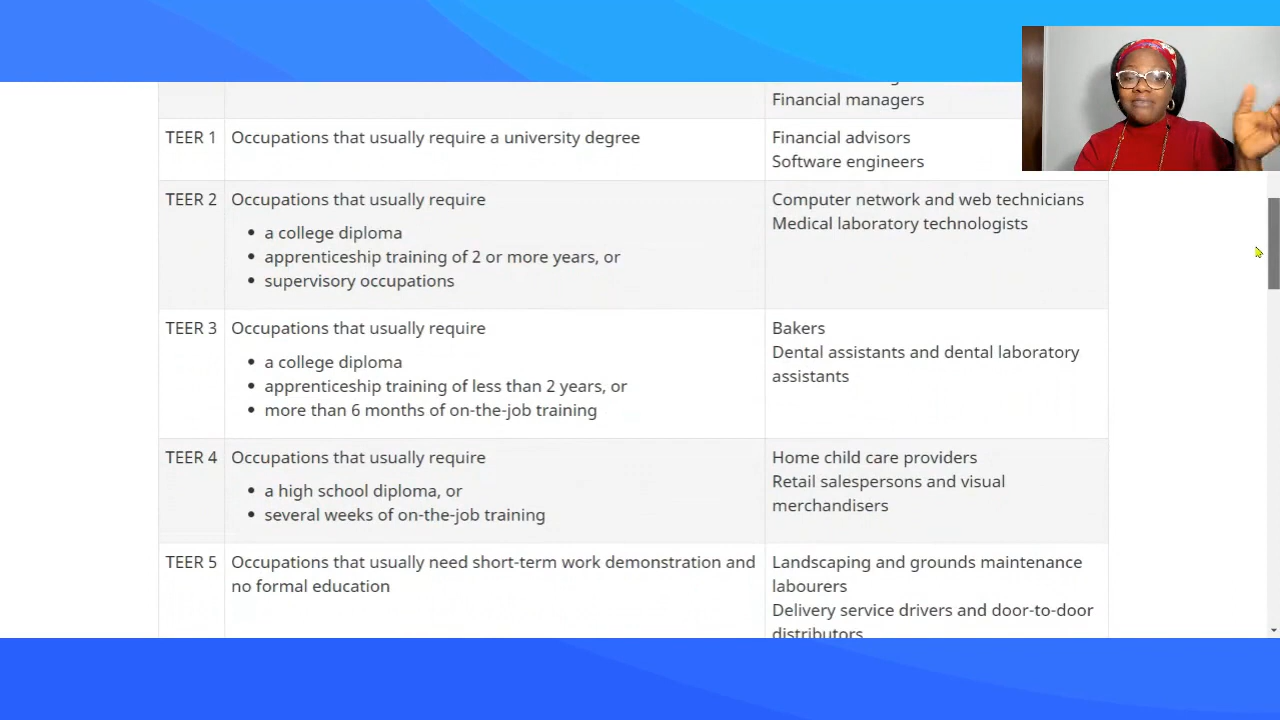 Financial managers
TEER 1 Occupations that usually require a university degree Financial advisors
Software engineers
TEER 2 Occupations that usually require Computer network and web technicians
Medical laboratory technologists
• a college diploma
• apprenticeship training of 2 or more years, or
• supervisory occupations
TEER 3 Occupations that usually require Bakers
Dental assistants and dental laboratory
assistants
• a college diploma
• apprenticeship training of less than 2 years, or
• more than 6 months of on-the-job training
TEER 4 Occupations that usually require Home child care providers
Retail salespersons and visual
merchandisers
• a high school diploma, or
• several weeks of on-the-job training
TEER 5 Occupations that usually need short-term work demonstration and
no formal education
Landscaping and grounds maintenance
labourers
Delivery service drivers and door-to-door
distributors